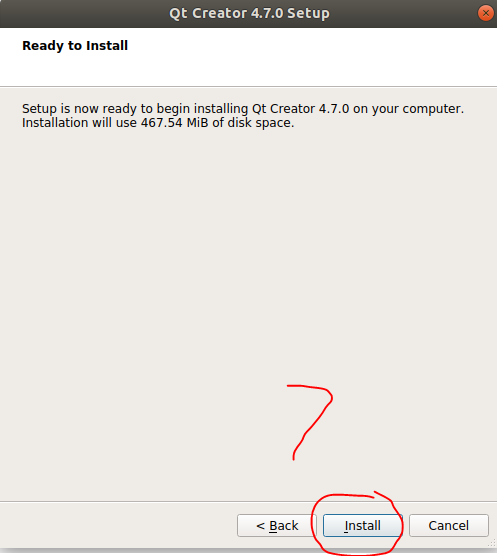 Qt Creator 4.7.0 Setup
Ready to Install
Setup is now ready to begin installing Qt Creator 4.7.0 on your computer.
Installation will use 467.54 MiB of disk space.
7
< Back Install Cancel